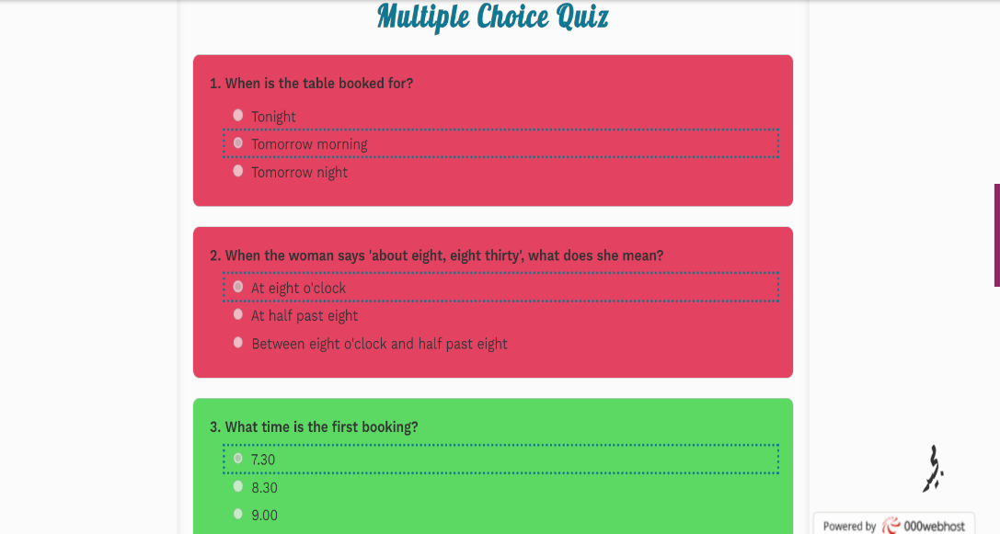 Multiple Choice Quiz
1. When is the table booked for?
Tonight
Tomorrow morning
Tomorrow night
2. When the woman says 'about eight, eight thirty', what does she mean?
At eight o'clock
At half past eight
Between eight o'clock and half past eight
3. What time is the first booking?
7.30
8.30
9.00
Powered by 000webhost